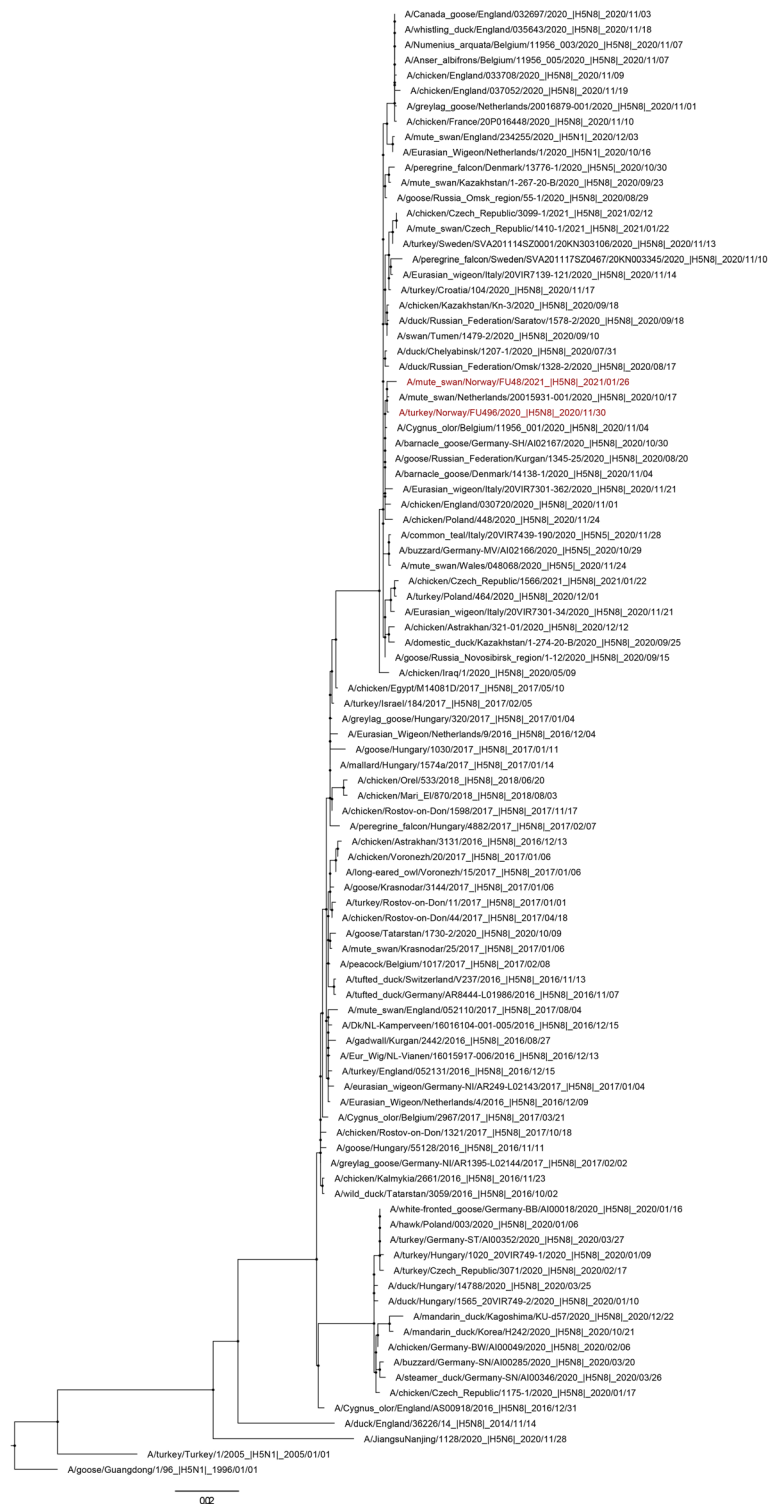 A/Canada_goose/England/032697/2020_|H5N8|_2020/11/03
A/whistling_duck/England/035643/2020_|H5N8|_2020/11/18
A/Numenius_arquata/Belgium/11956_003/2020_|H5N8|_2020/11/07
A/Anser_albifrons/Belgium/11956_005/2020_|H5N8|_2020/11/07
A/chicken/England/033708/2020_|H5N8|_2020/11/09
A/chicken/England/037052/2020_|H5N8|_2020/11/19
A/greylag_goose/Netherlands/20016879-001/2020_|H5N8|_2020/11/01
A/chicken/France/20P016448/2020_|H5N8|_2020/11/10
A/mute_swan/England/234255/2020_|H5N1|_2020/12/03
A/Eurasian_Wigeon/Netherlands/1/2020_|H5N1|_2020/10/16
A/peregrine_falcon/Denmark/13776-1/2020_|H5N5|_2020/10/30
A/mute_swan/Kazakhstan/1-267-20-B/2020_|H5N8|_2020/09/23
A/goose/Russia_Omsk_region/55-1/2020_|H5N8|_2020/08/29
A/chicken/Czech_Republic/3099-1/2021_|H5N8|_2021/02/12
A/mute_swan/Czech_Republic/1410-1/2021_|H5N8|_2021/01/22
A/turkey/Sweden/SVA201114SZ0001/20KN303106/2020_|H5N8|_2020/11/13
A/peregrine_falcon/Sweden/SVA201117SZ0467/20KN003345/2020_|H5N8|_2020/11/10
A/Eurasian_wigeon/Italy/20VIR7139-121/2020_|H5N8|_2020/11/14
A/turkey/Croatia/104/2020_|H5N8|_2020/11/17
A/chicken/Kazakhstan/Kn-3/2020_|H5N8|_2020/09/18
A/duck/Russian_Federation/Saratov/1578-2/2020_|H5N8|_2020/09/18
A/swan/Tumen/1479-2/2020_|H5N8|_2020/09/10
A/duck/Chelyabinsk/1207-1/2020_|H5N8|_2020/07/31
A/duck/Russian_Federation/Omsk/1328-2/2020_|H5N8|_2020/08/17
A/mute_swan/Norway/FU48/2021_|H5N8|_2021/01/26
A/mute_swan/Netherlands/20015931-001/2020_|H5N8|_2020/10/17
A/turkey/Norway/FU496/2020_|H5N8|_2020/11/30
A/Cygnus_olor/Belgium/11956_001/2020_|H5N8|_2020/11/04
A/barnacle_goose/Germany-SH/AI02167/2020_|H5N8|_2020/10/30
A/goose/Russian_Federation/Kurgan/1345-25/2020_|H5N8|_2020/08/20
A/barnacle_goose/Denmark/14138-1/2020_|H5N8|_2020/11/04
A/Eurasian_wigeon/Italy/20VIR7301-362/2020_|H5N8|_2020/11/21
A/chicken/England/030720/2020_|H5N8|_2020/11/01
A/chicken/Poland/448/2020_|H5N8|_2020/11/24
A/common_teal/Italy/20VIR7439-190/2020_|H5N5|_2020/11/28
A/buzzard/Germany-MV/AI02166/2020_|H5N5|_2020/10/29
A/mute_swan/Wales/048068/2020_|H5N5|_2020/11/24
A/chicken/Czech_Republic/1566/2021_|H5N8|_2021/01/22
A/turkey/Poland/464/2020_|H5N8|_2020/12/01
A/Eurasian_wigeon/Italy/20VIR7301-34/2020_|H5N8|_2020/11/21
A/chicken/Astrakhan/321-01/2020_|H5N8|_2020/12/12
A/domestic_duck/Kazakhstan/1-274-20-B/2020_|H5N8|_2020/09/25
A/goose/Russia_Novosibirsk_region/1-12/2020_|H5N8|_2020/09/15
A/chicken/Iraq/1/2020_|H5N8|_2020/05/09
A/chicken/Egypt/M14081D/2017_|H5N8|_2017/05/10
A/turkey/Israel/184/2017_|H5N8|_2017/02/05
A/greylag_goose/Hungary/320/2017_|H5N8|_2017/01/04
A/Eurasian_Wigeon/Netherlands/9/2016_|H5N8|_2016/12/04
A/goose/Hungary/1030/2017_|H5N8|_2017/01/11
A/mallard/Hungary/1574a/2017_|H5N8|_2017/01/14
A/chicken/Orel/533/2018_|H5N8|_2018/06/20
A/chicken/Mari_El/870/2018_|H5N8|_2018/08/03
A/chicken/Rostov-on-Don/1598/2017_|H5N8|_2017/11/17
A/peregrine_falcon/Hungary/4882/2017_|H5N8|_2017/02/07
A/chicken/Astrakhan/3131/2016_|H5N8|_2016/12/13
A/chicken/Voronezh/20/2017_|H5N8|_2017/01/06
A/long-eared_owl/Voronezh/15/2017_|H5N8|_2017/01/06
A/goose/Krasnodar/3144/2017_|H5N8|_2017/01/06
A/turkey/Rostov-on-Don/11/2017_|H5N8|_2017/01/01
A/chicken/Rostov-on-Don/44/2017_|H5N8|_2017/04/18
A/goose/Tatarstan/1730-2/2020_|H5N8|_2020/10/09
A/mute_swan/Krasnodar/25/2017_|H5N8|_2017/01/06
A/peacock/Belgium/1017/2017_|H5N8|_2017/02/08
A/tufted_duck/Switzerland/V237/2016_|H5N8|_2016/11/13
A/tufted_duck/Germany/AR8444-L01986/2016_|H5N8|_2016/11/07
A/mute_swan/England/052110/2017_|H5N8|_2017/08/04
A/Dk/NL-Kamperveen/16016104-001-005/2016_|H5N8|_2016/12/15
A/gadwall/Kurgan/2442/2016_|H5N8|_2016/08/27
A/Eur_Wig/NL-Vianen/16015917-006/2016_|H5N8|_2016/12/13
A/turkey/England/052131/2016_|H5N8|_2016/12/15
A/eurasian_wigeon/Germany-NI/AR249-L02143/2017_|H5N8|_2017/01/04
A/Eurasian_Wigeon/Netherlands/4/2016_|H5N8|_2016/12/09
A/Cygnus_olor/Belgium/2967/2017_|H5N8|_2017/03/21
A/chicken/Rostov-on-Don/1321/2017_|H5N8|_2017/10/18
A/goose/Hungary/55128/2016_|H5N8|_2016/11/11
A/greylag_goose/Germany-NI/AR1395-L02144/2017_|H5N8|_2017/02/02
A/chicken/Kalmykia/2661/2016_|H5N8|_2016/11/23
A/wild_duck/Tatarstan/3059/2016_|H5N8|_2016/10/02
A/white-fronted_goose/Germany-BB/AI00018/2020_|H5N8|_2020/01/16
A/hawk/Poland/003/2020_|H5N8|_2020/01/06
A/turkey/Germany-ST/AI00352/2020_|H5N8|_2020/03/27
A/turkey/Hungary/1020_20VIR749-1/2020_|H5N8|_2020/01/09
A/turkey/Czech_Republic/3071/2020_|H5N8|_2020/02/17
A/duck/Hungary/14788/2020_|H5N8|_2020/03/25
A/duck/Hungary/1565_20VIR749-2/2020_|H5N8|_2020/01/10
A/mandarin_duck/Kagoshima/KU-d57/2020_|H5N8|_2020/12/22
A/mandarin_duck/Korea/H242/2020_|H5N8|_2020/10/21
A/chicken/Germany-BW/AI00049/2020_|H5N8|_2020/02/06
A/buzzard/Germany-SN/AI00285/2020_|H5N8|_2020/03/20
A/steamer_duck/Germany-SN/AI00346/2020_|H5N8|_2020/03/26
A/chicken/Czech_Republic/1175-1/2020_|H5N8|_2020/01/17
A/Cygnus_olor/England/AS00918/2016_|H5N8|_2016/12/31
A/duck/England/36226/14_|H5N8|_2014/11/14
A/JiangsuNanjing/1128/2020_|H5N6|_2020/11/28
A/turkey/Turkey/1/2005_|H5N1|_2005/01/01
A/goose/Guangdong/1/96_|H5N1|_1996/01/01
0.02